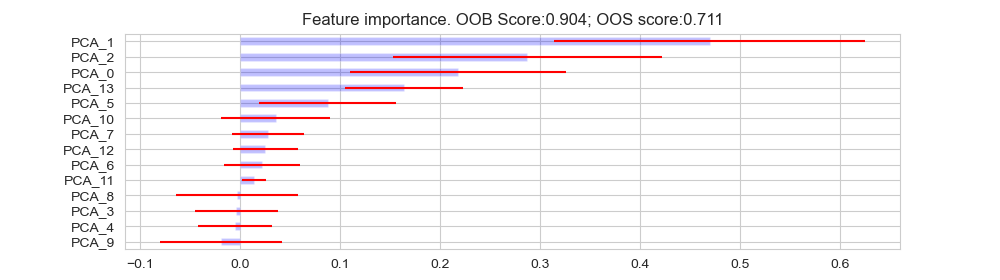 Feature importance. OOB Score:0.904; OOS score:0.711
PCA_1
PCA_2
PCA_0
PCA_13
PCA_5
PCA_10
PCA_7
PCA_12
PCA_6
PCA_11
PCA_8
PCA_3
PCA_4
PCA_9
−0.1 0.0 0.1 0.2 0.3 0.4 0.5 0.6